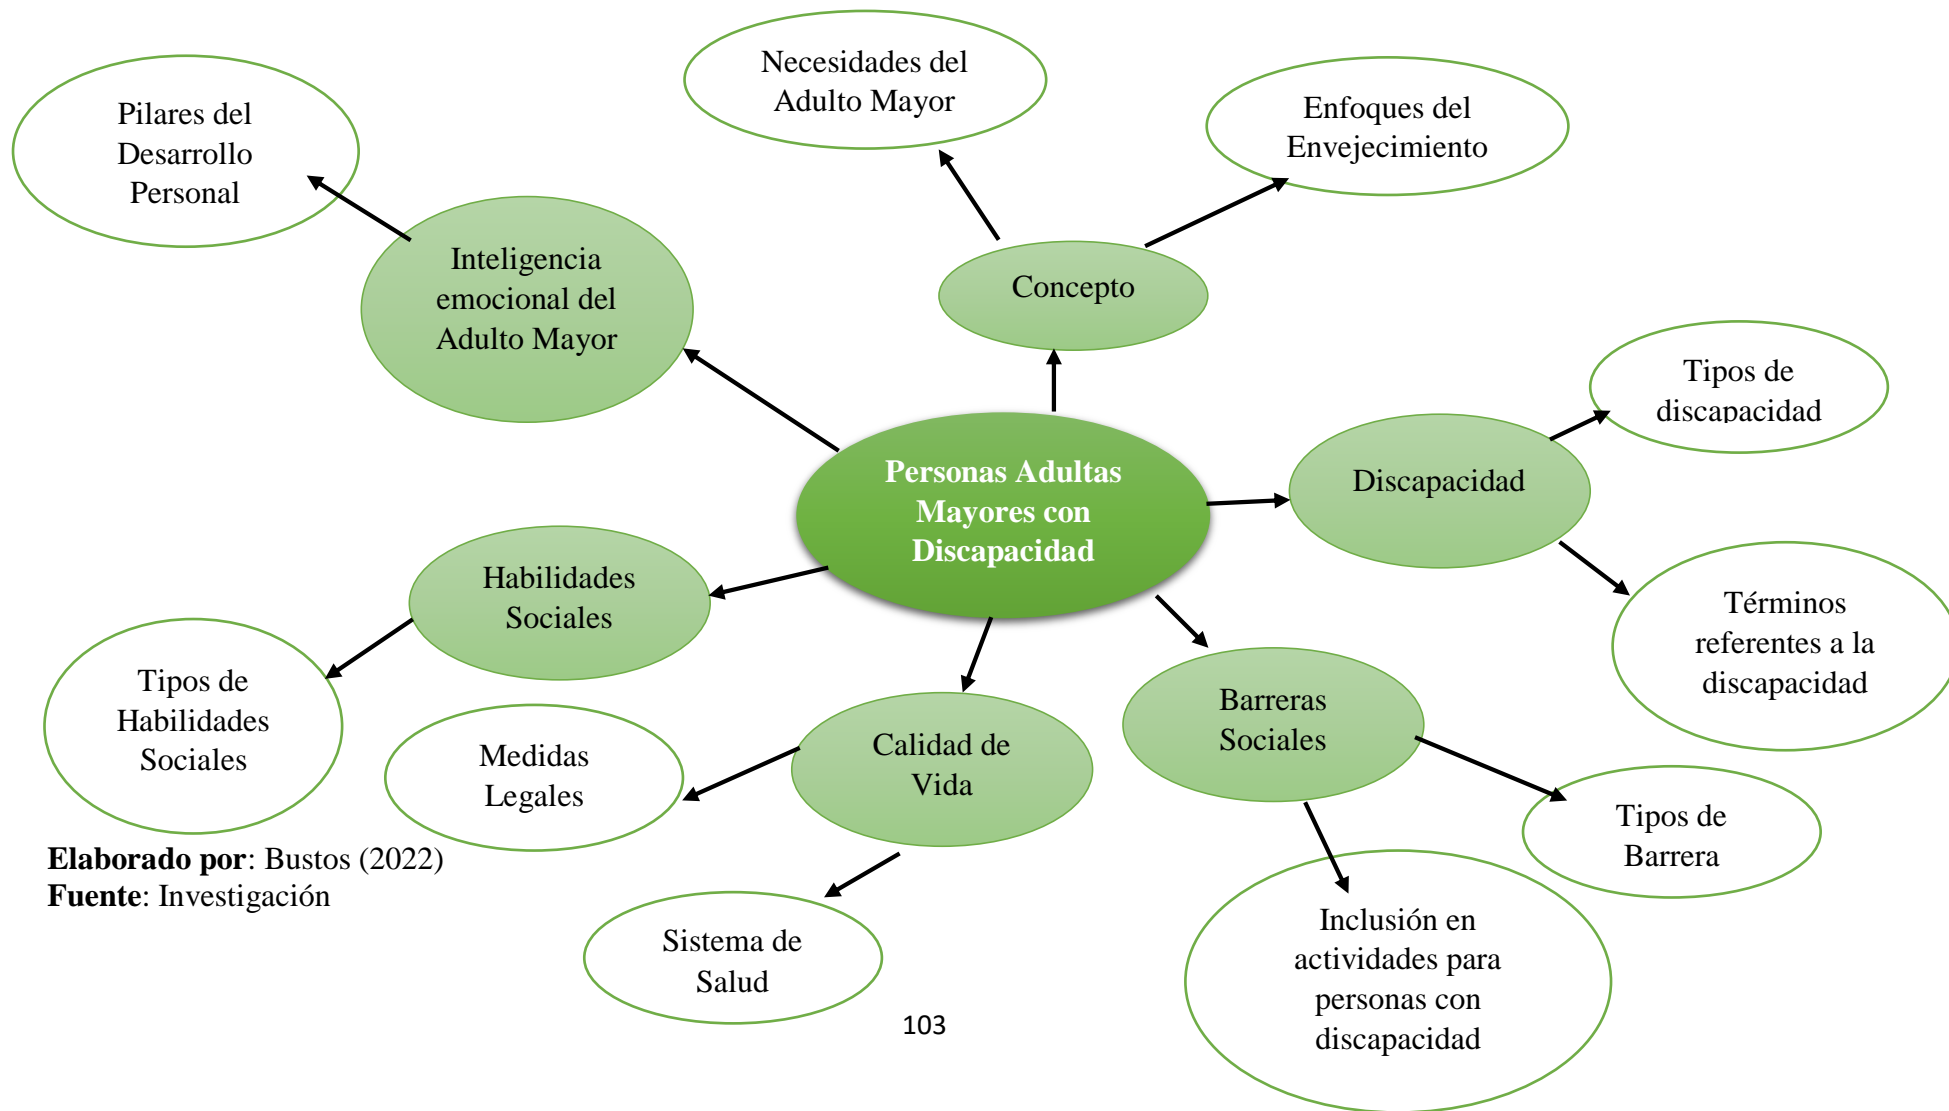 Necesidades del
Adulto Mayor
Enfoques del
Envejecimiento
Pilares del
Desarrollo
Personal
Inteligencia
emocional del
Adulto Mayor
Concepto
Tipos de
discapacidad
Personas Adultas
Mayores con
Discapacidad
Discapacidad
Habilidades
Sociales
Términos
referentes a la
discapacidad
Tipos de
Habilidades
Sociales
Barreras
Sociales
Medidas
Legales
Calidad de
Vida
Tipos de
Barrera
Elaborado por: Bustos (2022)
Fuente: Investigación
Sistema de
Salud
Inclusión en
actividades para
personas con
discapacidad
103